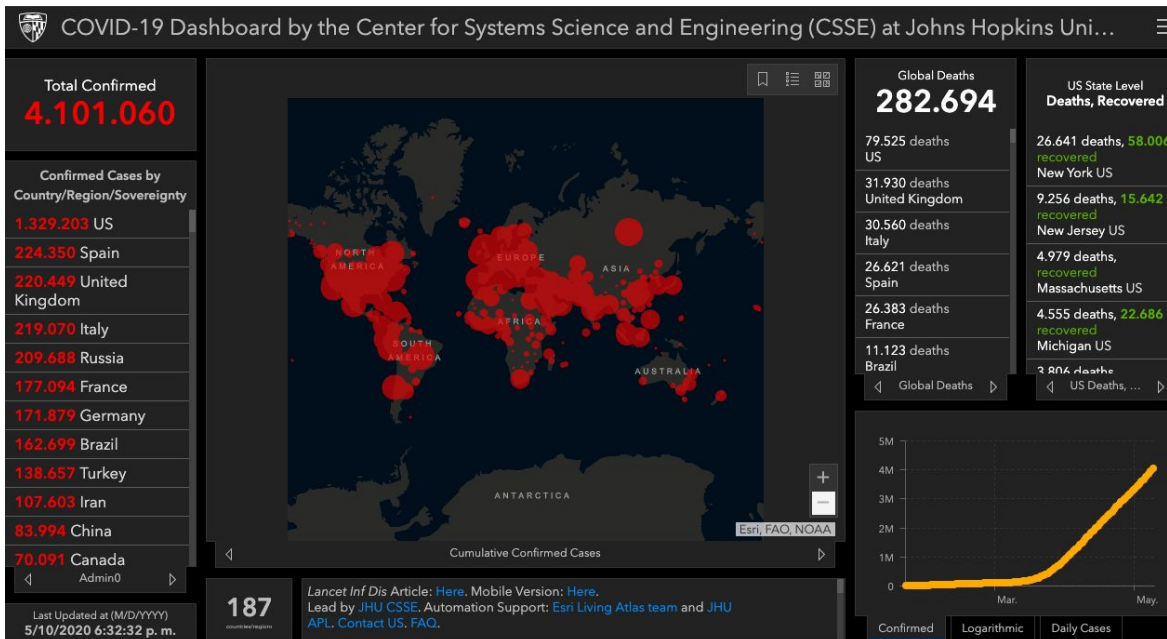 COVID-19 Dashboard by the Center for Systems Science and Engineering (CSSE) at Johns Hopkins Uni...
Total Confirmed
4.101.060
Confirmed Cases by
Country/Region/Sovereignty
1.329.203 US
224.350 Spain
220.449 United
Kingdom
219.070 Italy
209.688 Russia
177.094 France
171.879 Germany
162.699 Brazil
138.657 Turkey
107.603 Iran
83.994 China
70.091 Canada
Admin0
Last Updated at (M/D/YYYY)
5/10/2020 6:32:32 p. m.
NORTH
AMERICA
EUROPE
ASIA
AFRICA
SOUTH
AMERICA
AUSTRALIA
ANTARCTICA
+
−
Esri, FAO, NOAA
Cumulative Confirmed Cases
187
countries/regions
Lancet Inf Dis Article: Here. Mobile Version: Here.
Lead by JHU CSSE. Automation Support: Esri Living Atlas team and JHU
APL. Contact US. FAQ.
Global Deaths
282.694
79.525 deaths
US
31.930 deaths
United Kingdom
30.560 deaths
Italy
26.621 deaths
Spain
26.383 deaths
France
11.123 deaths
Brazil
Global Deaths
US State Level
Deaths, Recovered
26.641 deaths, 58.006
recovered
New York US
9.256 deaths, 15.642
recovered
New Jersey US
4.979 deaths,
recovered
Massachusetts US
4.555 deaths, 22.686
recovered
Michigan US
3.806 deaths
US Deaths, ...
5M
4M
3M
2M
1M
0
Mar.
May.
Confirmed
Logarithmic
Daily Cases